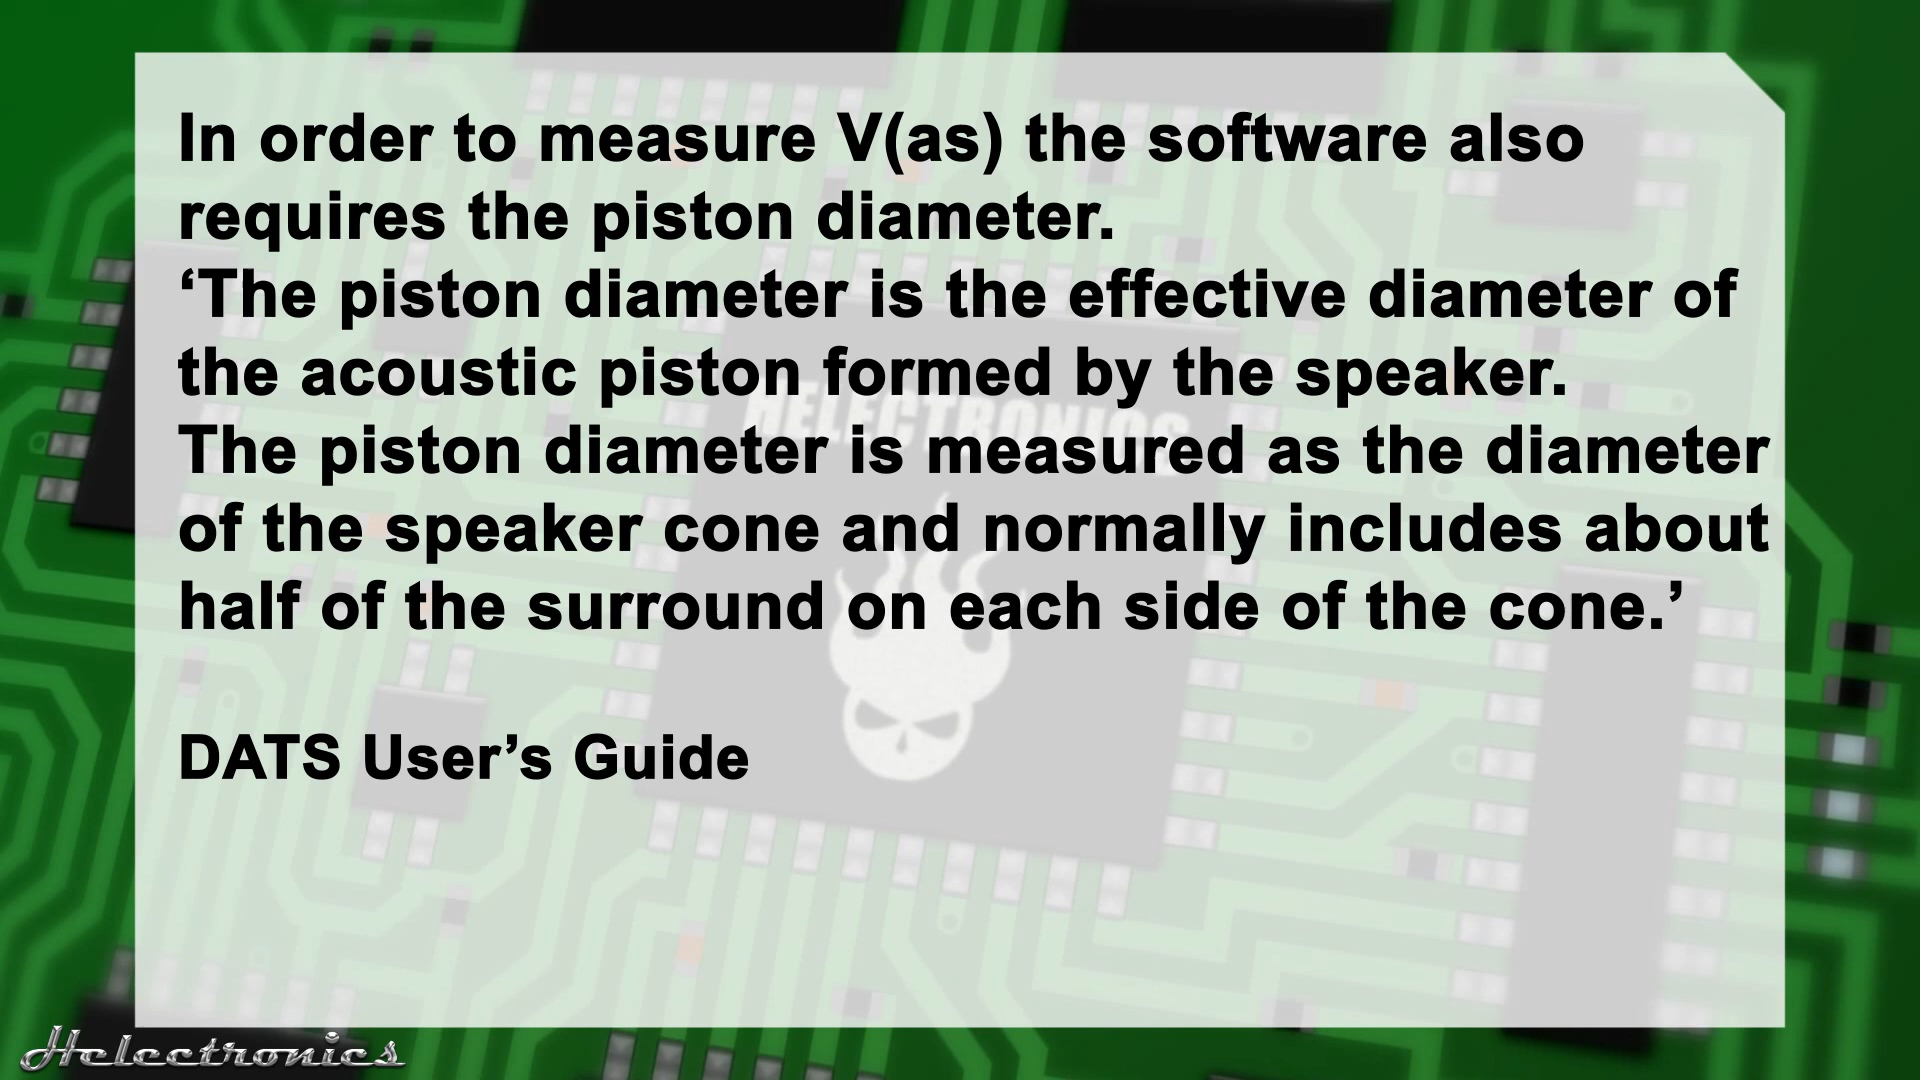 In order to measure V(as) the software also
requires the piston diameter.
‘The piston diameter is the effective diameter of
the acoustic piston formed by the speaker.
The piston diameter is measured as the diameter
of the speaker cone and normally includes about
half of the surround on each side of the cone.’
DATS User’s Guide
HELECTRONICS
Helectronics